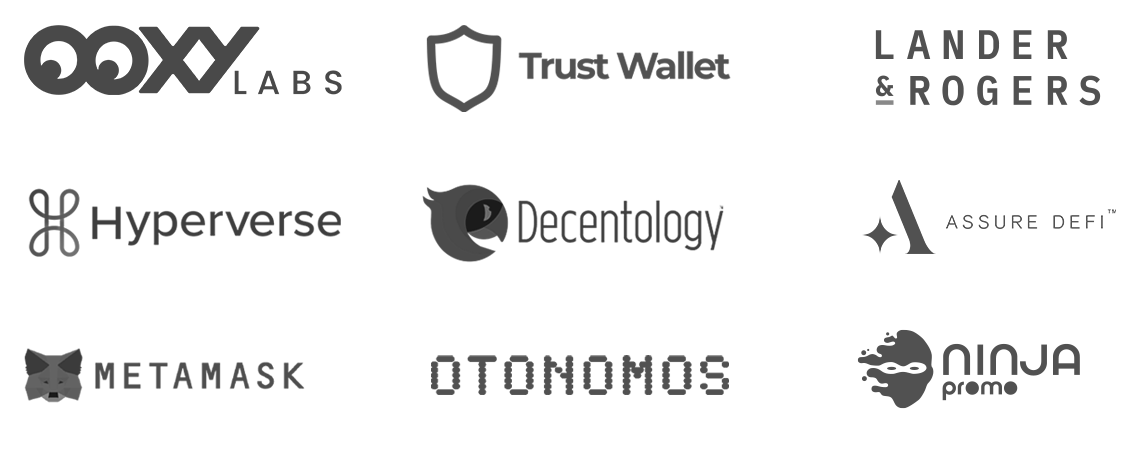 OOXY LABS
Trust Wallet
LANDER
& ROGERS
Hyperverse
Decentology
ASSURE DEFI™
METAMASK
OTONOMOS
NINJA
promo